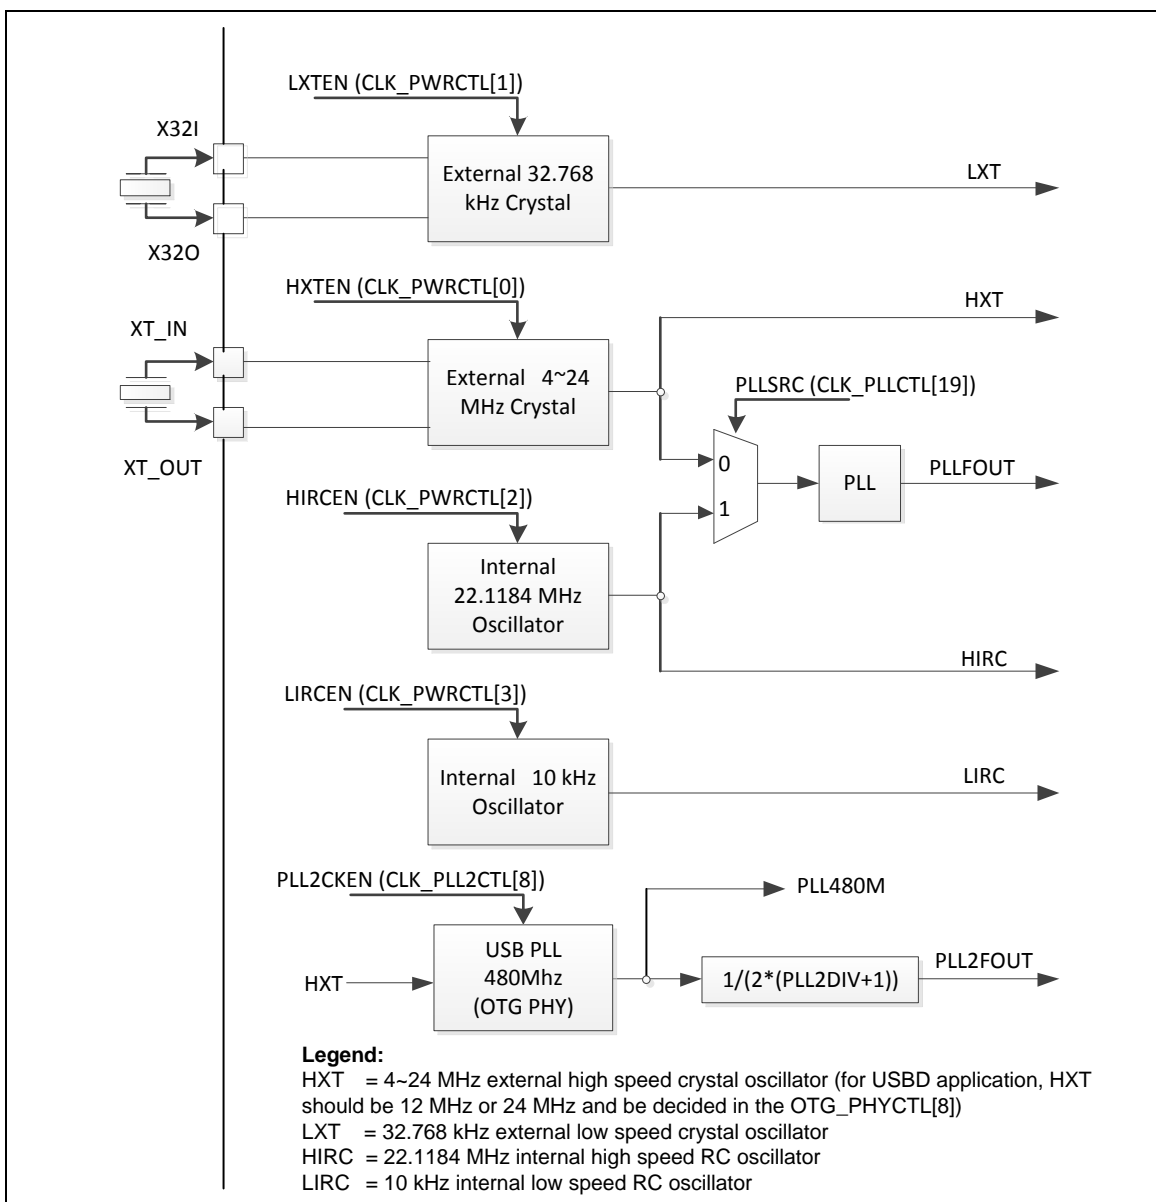 LXTEN (CLK_PWRCTL[1])
X32I
External 32.768
kHz Crystal
LXT
X32O
HXTEN (CLK_PWRCTL[0])
HXT
XT_IN
External 4~24
MHz Crystal
PLLSRC (CLK_PLLCTL[19])
XT_OUT
0
PLL
PLLFOUT
HIRCEN (CLK_PWRCTL[2])
1
Internal
22.1184 MHz
Oscillator
HIRC
LIRCEN (CLK_PWRCTL[3])
Internal 10 kHz
Oscillator
LIRC
PLL2CKEN (CLK_PLL2CTL[8])
PLL480M
USB PLL
480Mhz
(OTG PHY)
HXT
1/(2*(PLL2DIV+1))
PLL2FOUT
Legend:
HXT = 4~24 MHz external high speed crystal oscillator (for USBD application, HXT
should be 12 MHz or 24 MHz and be decided in the OTG_PHYCTL[8])
LXT = 32.768 kHz external low speed crystal oscillator
HIRC = 22.1184 MHz internal high speed RC oscillator
LIRC = 10 kHz internal low speed RC oscillator